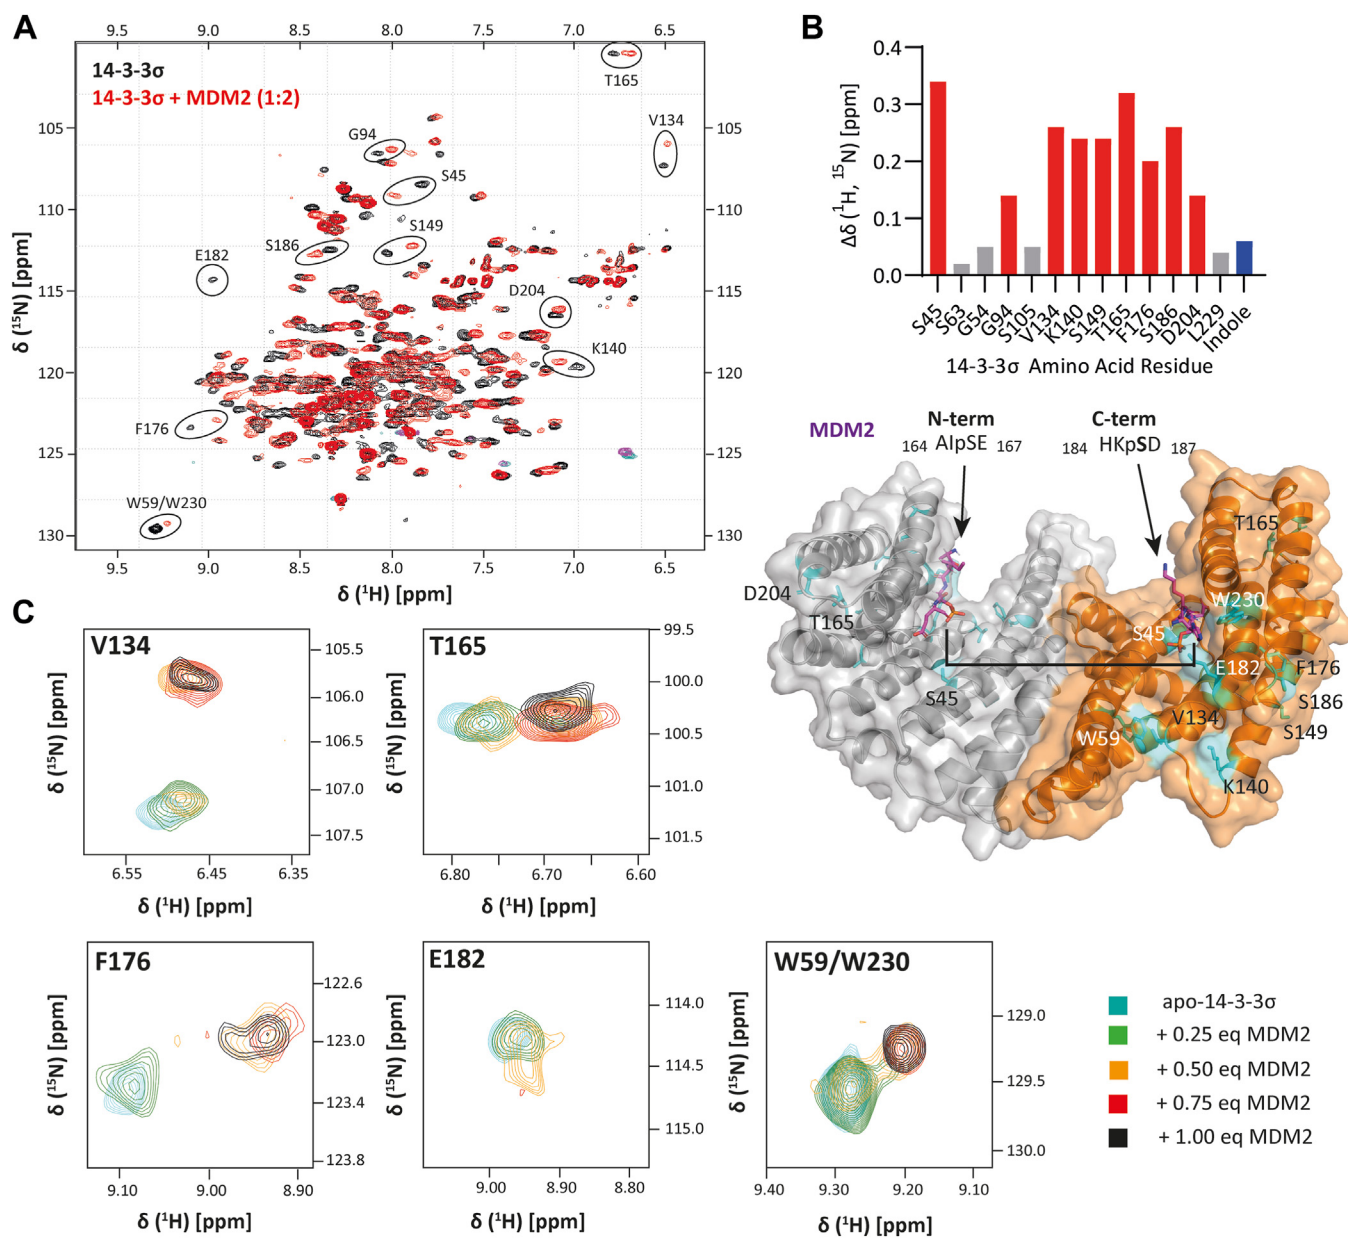 A
9.5 9.0 8.5 8.0 7.5 7.0 6.5
14-3-3σ
14-3-3σ + MDM2 (1:2)
T165
V134
G94
S45
S149
S186
E182
D204
K140
F176
W59/W230
105 105
110 110
115 115
120 120
125 125
130 130
δ (¹⁵N) [ppm]
9.5 9.0 8.5 8.0 7.5 7.0 6.5
δ (¹H) [ppm]
B
Δδ (¹H, ¹⁵N) [ppm]
0.4
0.3
0.2
0.1
0.0
S45 S63 G54 G94 S105 V134 K140 S149 T165 F176 S186 D204 L229 Indole
14-3-3σ Amino Acid Residue
MDM2
N-term
164 AIpSE 167
C-term
184 HKpSD 187
T165
D204
T165
W230
S45
E182
F176
S45
S186
V134
S149
W59
K140
C
V134
δ (¹⁵N) [ppm]
105.5
106.0
106.5
107.0
107.5
6.55 6.45 6.35
δ (¹H) [ppm]
T165
δ (¹⁵N) [ppm]
99.5
100.0
100.5
101.0
101.5
6.80 6.70 6.60
δ (¹H) [ppm]
F176
δ (¹⁵N) [ppm]
122.6
123.0
123.4
123.8
9.10 9.00 8.90
δ (¹H) [ppm]
E182
δ (¹⁵N) [ppm]
114.0
114.5
115.0
9.00 8.90 8.80
δ (¹H) [ppm]
W59/W230
δ (¹⁵N) [ppm]
129.0
129.5
130.0
9.40 9.30 9.20 9.10
δ (¹H) [ppm]
apo-14-3-3σ
+ 0.25 eq MDM2
+ 0.50 eq MDM2
+ 0.75 eq MDM2
+ 1.00 eq MDM2